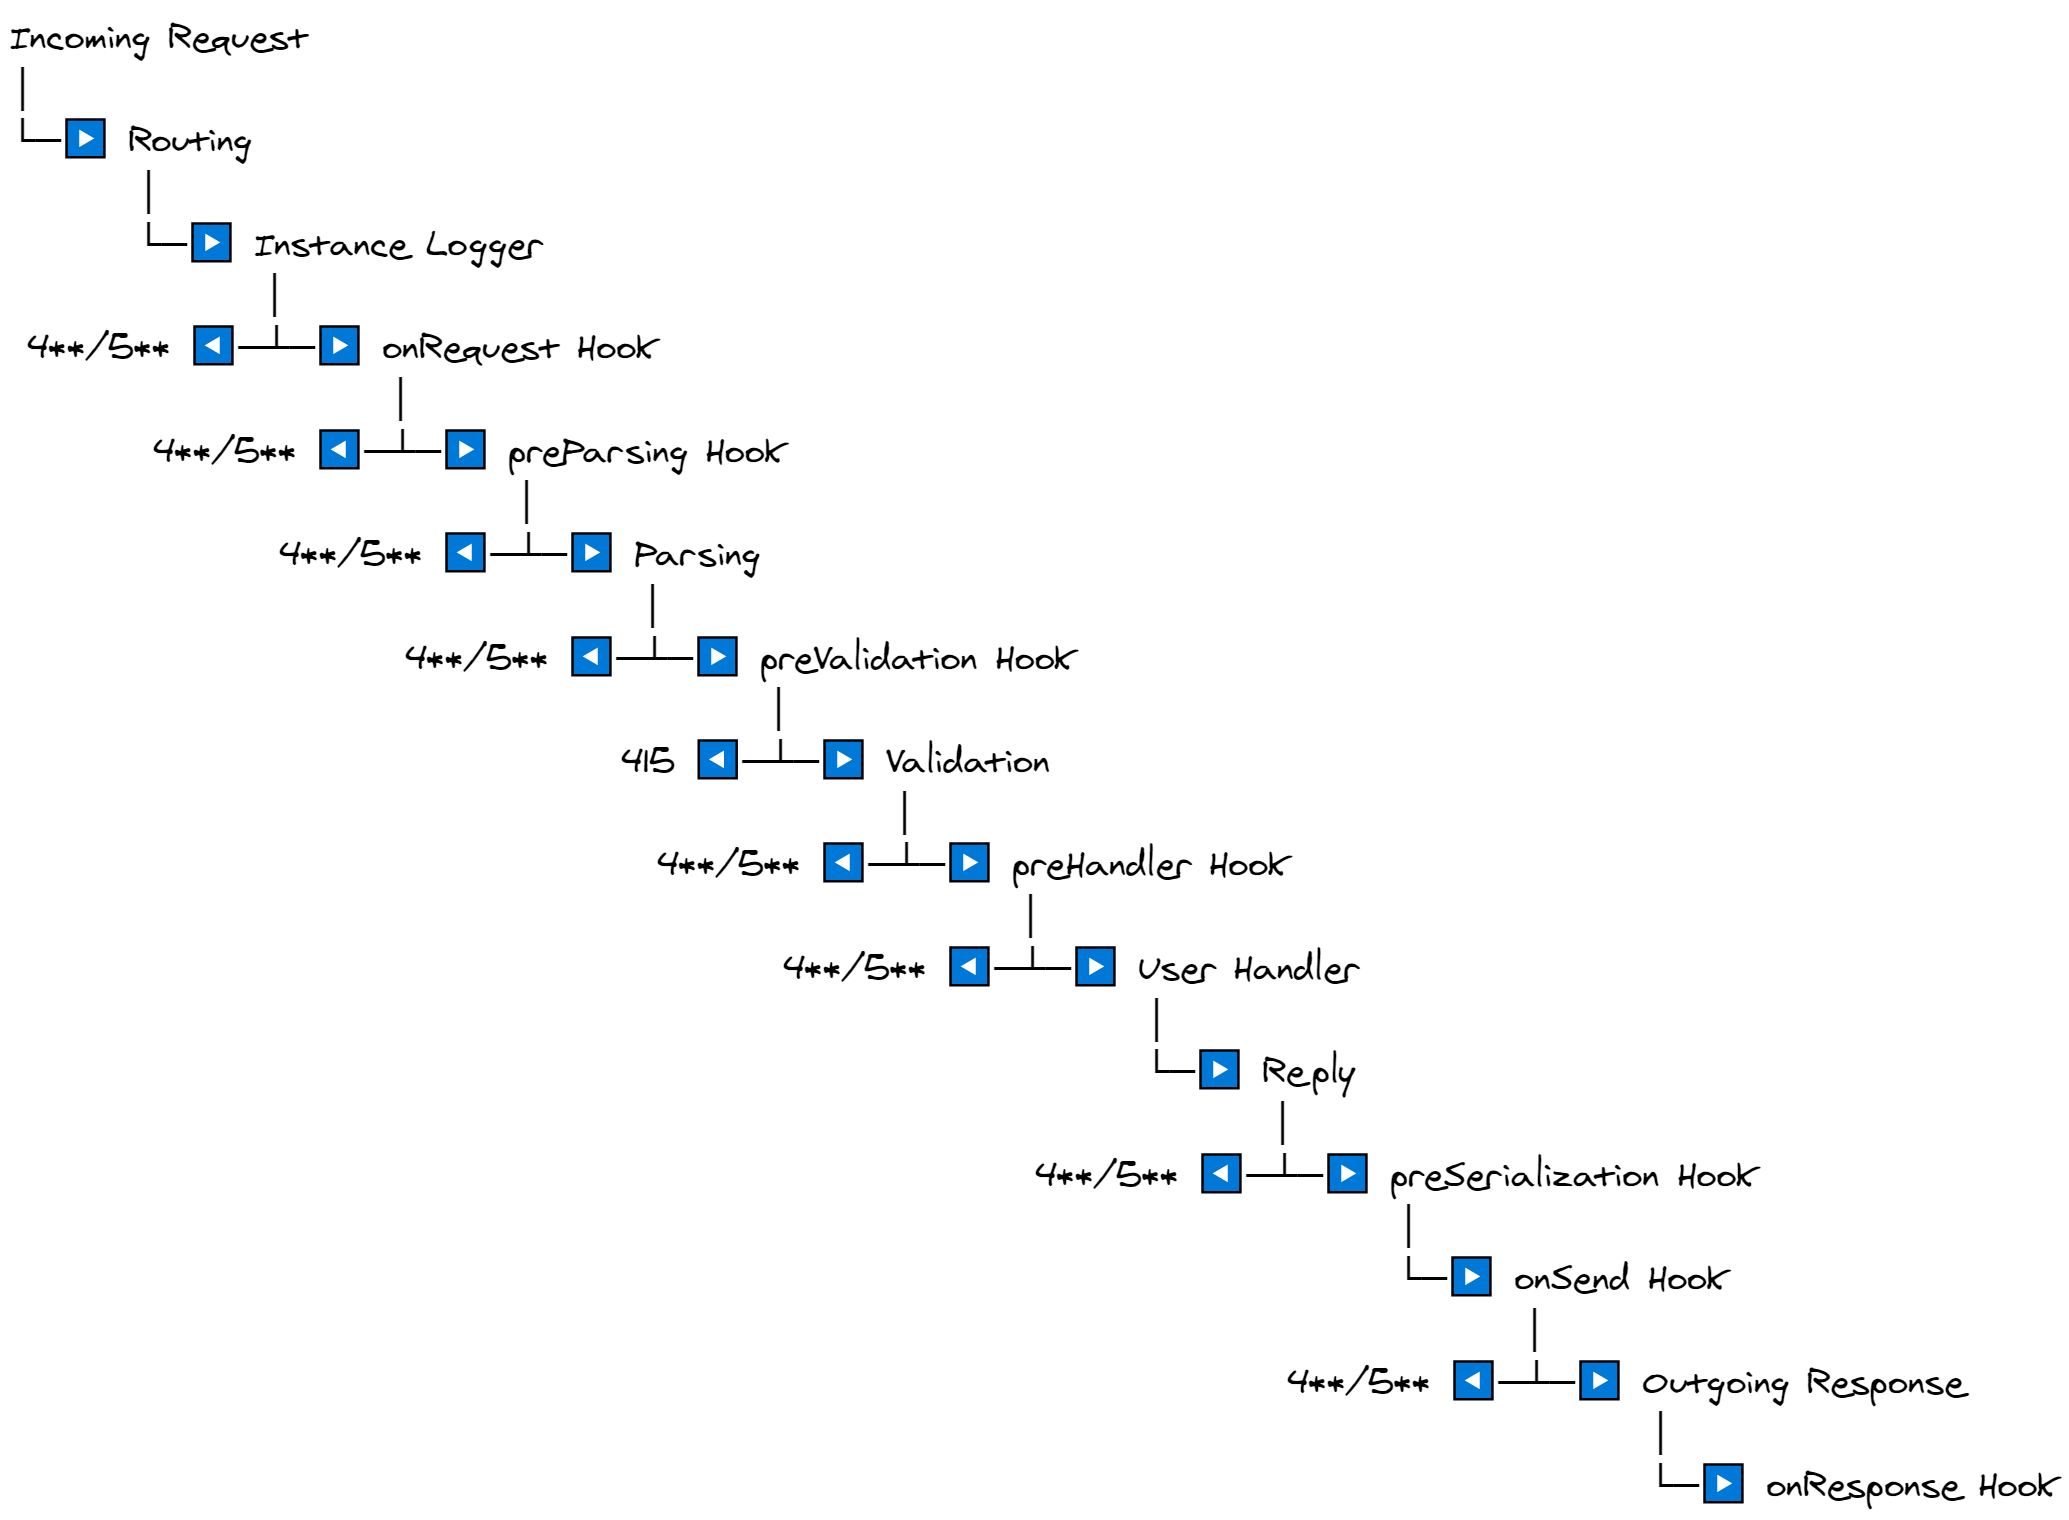 Incoming Request
Routing
Instance Logger
4**/5** onRequest Hook
4**/5** preParsing Hook
4**/5** Parsing
4**/5** preValidation Hook
415 Validation
4**/5** preHandler Hook
4**/5** User Handler
Reply
4**/5** preSerialization Hook
onSend Hook
4**/5** Outgoing Response
onResponse Hook